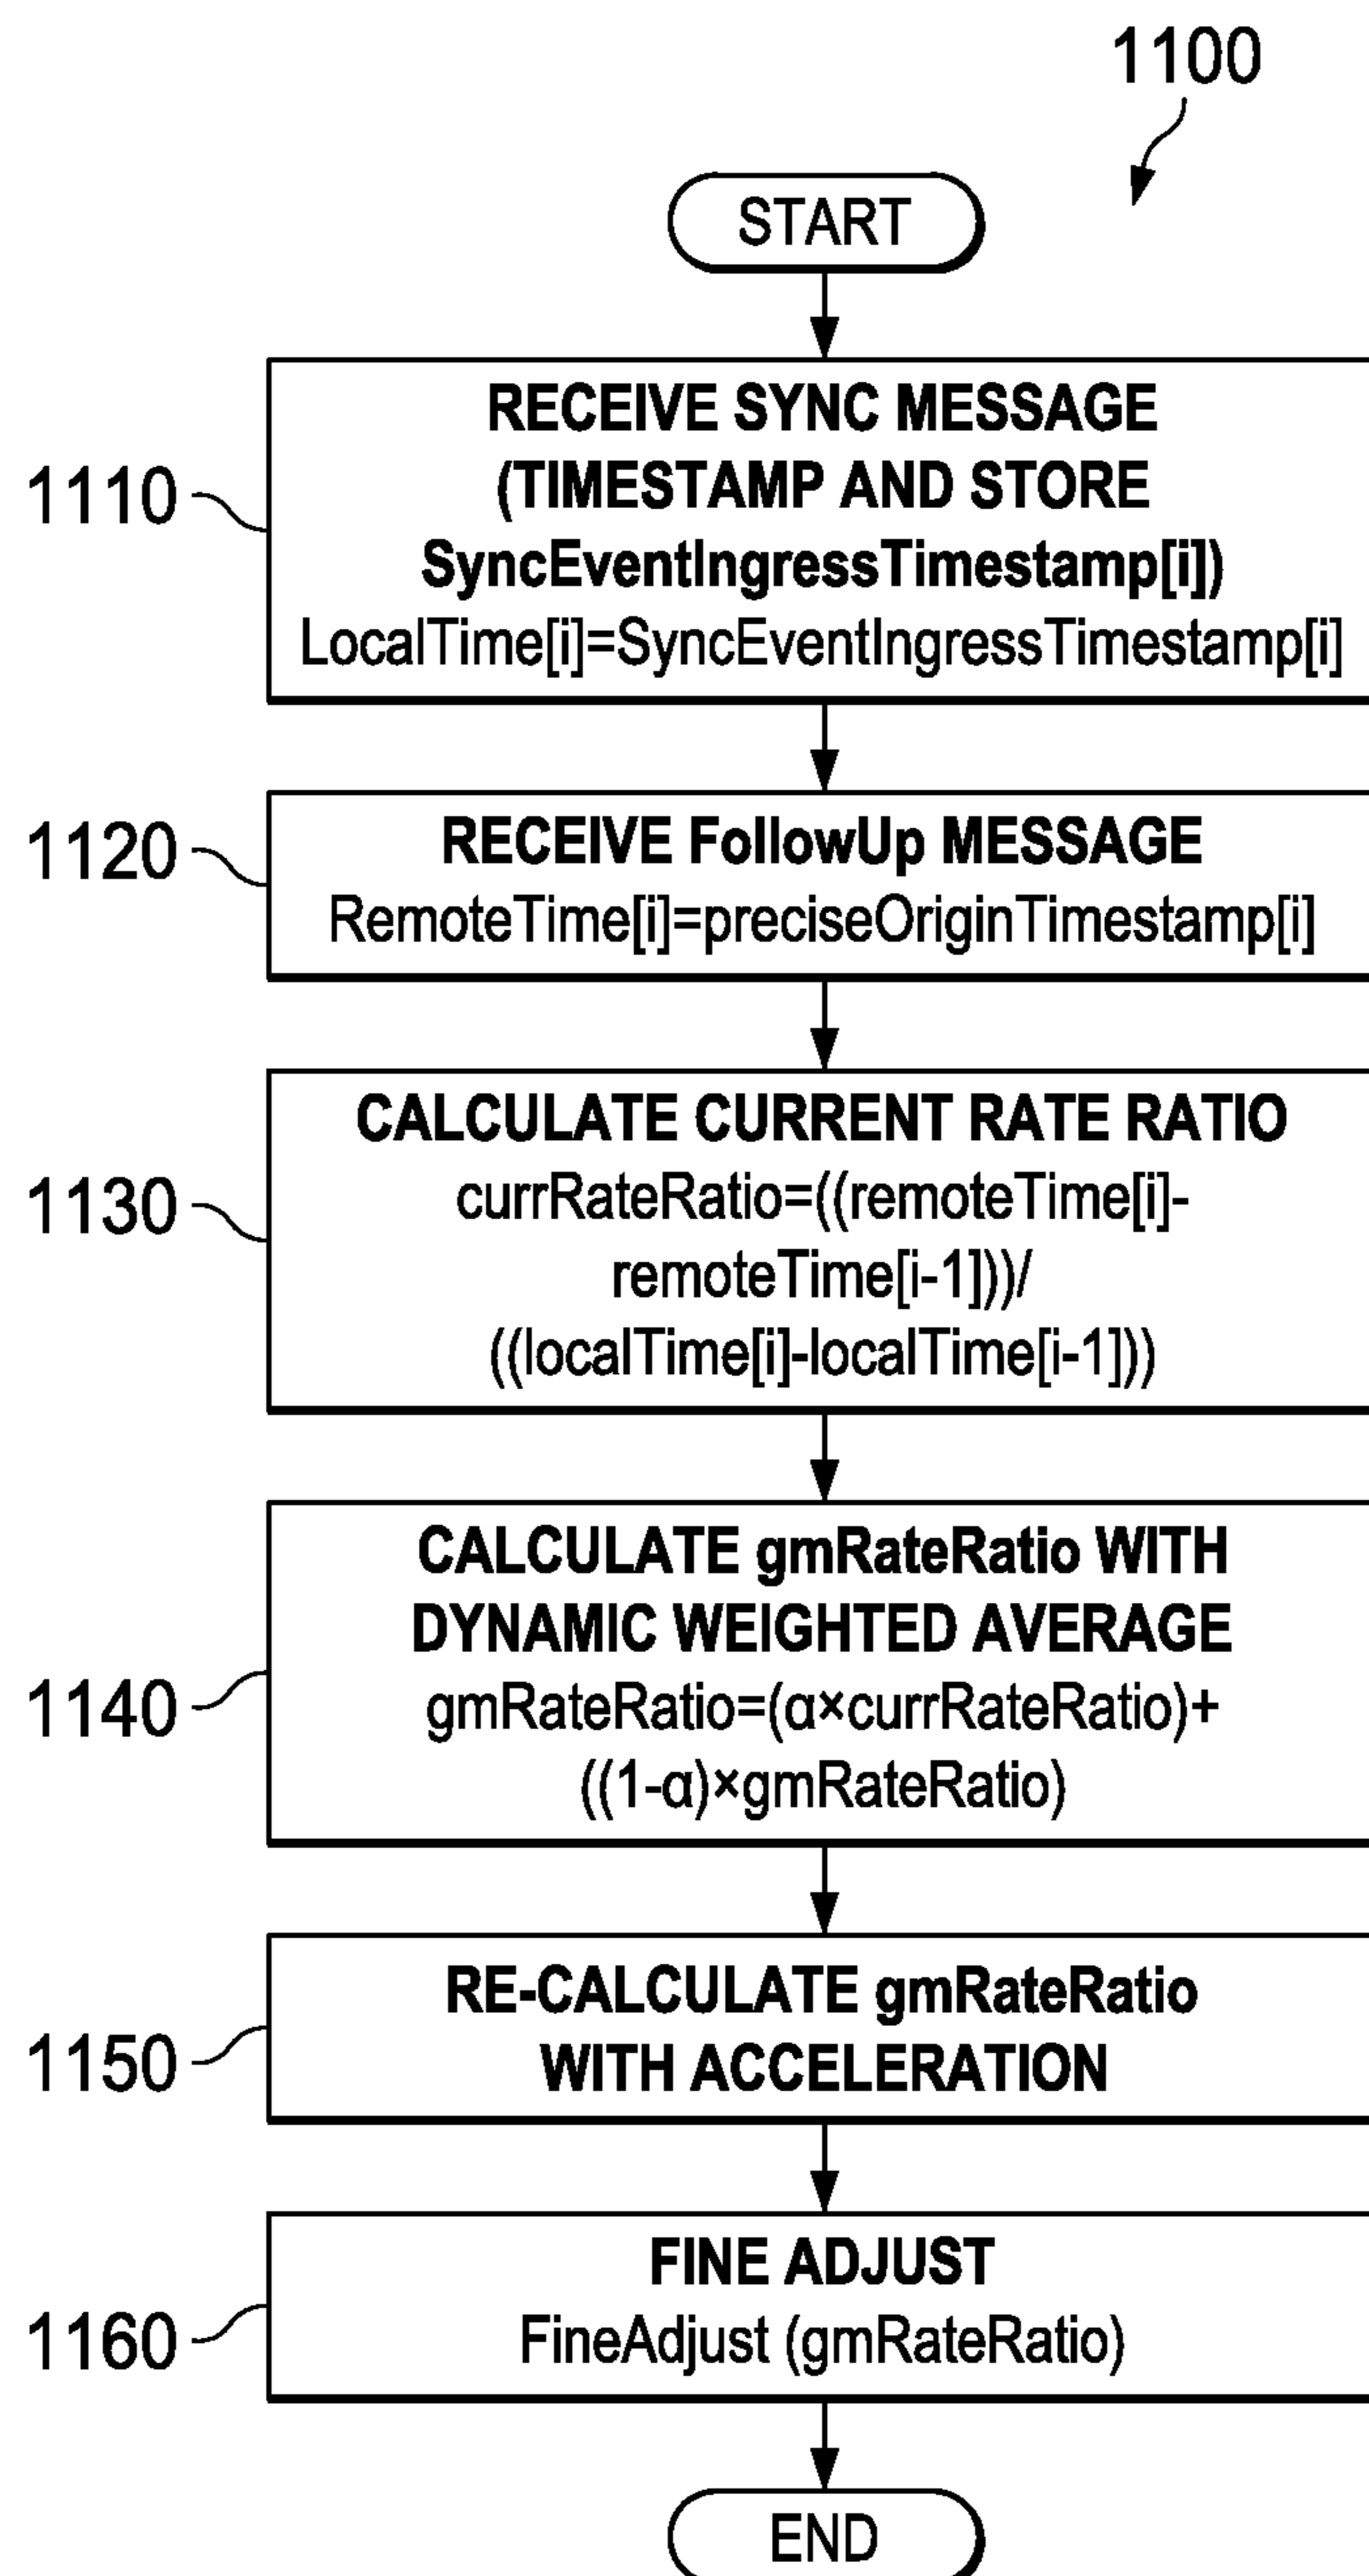 1100
START
1110
RECEIVE SYNC MESSAGE
(TIMESTAMP AND STORE
SyncEventIngressTimestamp[i])
LocalTime[i]=SyncEventIngressTimestamp[i]
1120
RECEIVE FollowUp MESSAGE
RemoteTime[i]=preciseOriginTimestamp[i]
1130
CALCULATE CURRENT RATE RATIO
currRateRatio=((remoteTime[i]-
remoteTime[i-1]))/
((localTime[i]-localTime[i-1]))
1140
CALCULATE gmRateRatio WITH
DYNAMIC WEIGHTED AVERAGE
gmRateRatio=(α×currRateRatio)+
((1-α)×gmRateRatio)
1150
RE-CALCULATE gmRateRatio
WITH ACCELERATION
1160
FINE ADJUST
FineAdjust (gmRateRatio)
END